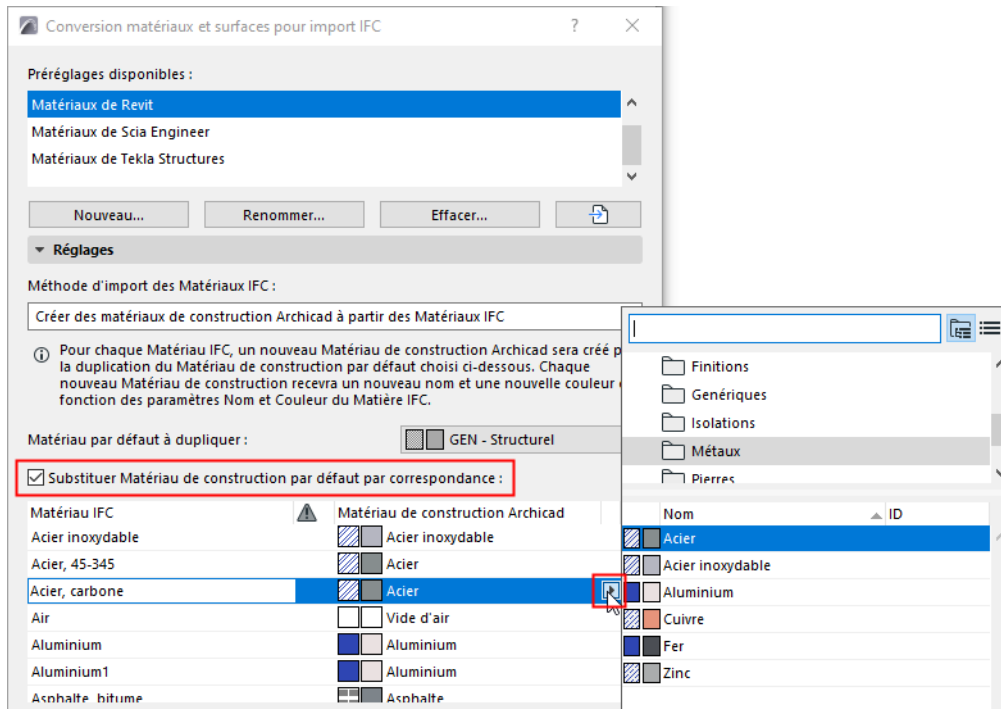 Conversion matériaux et surfaces pour import IFC
?
Préréglages disponibles :
Matériaux de Revit
Matériaux de Scia Engineer
Matériaux de Tekla Structures
Nouveau...
Renommer...
Effacer...
Réglages
Méthode d'import des Matériaux IFC :
Créer des matériaux de construction Archicad à partir des Matériaux IFC
Pour chaque Matériau IFC, un nouveau Matériau de construction Archicad sera créé
la duplication du Matériau de construction par défaut choisi ci-dessous. Chaque
nouveau Matériau de construction recevra un nouveau nom et une nouvelle couleur
fonction des paramètres Nom et Couleur du Matière IFC.
Matériau par défaut à dupliquer :
GEN - Structurel
Substituer Matériau de construction par défaut par correspondance :
Matériau IFC
Matériau de construction Archicad
Acier inoxydable
Acier inoxydable
Acier, 45-345
Acier
Acier, carbone
Acier
Air
Vide d'air
Aluminium
Aluminium
Aluminium1
Aluminium
Asphalte, bitume
Asphalte
Finitions
Genériques
Isolations
Métaux
Pierres
Nom
ID
Acier
Acier inoxydable
Aluminium
Cuivre
Fer
Zinc